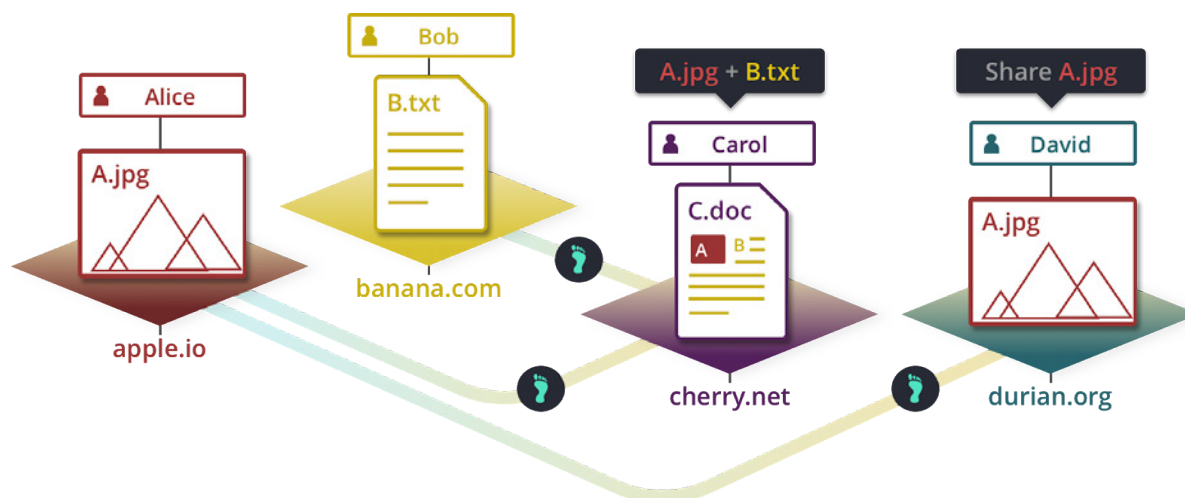 Alice
A.jpg
apple.io
Bob
B.txt
banana.com
A.jpg + B.txt
Carol
C.doc
A
B
cherry.net
Share A.jpg
David
A.jpg
durian.org